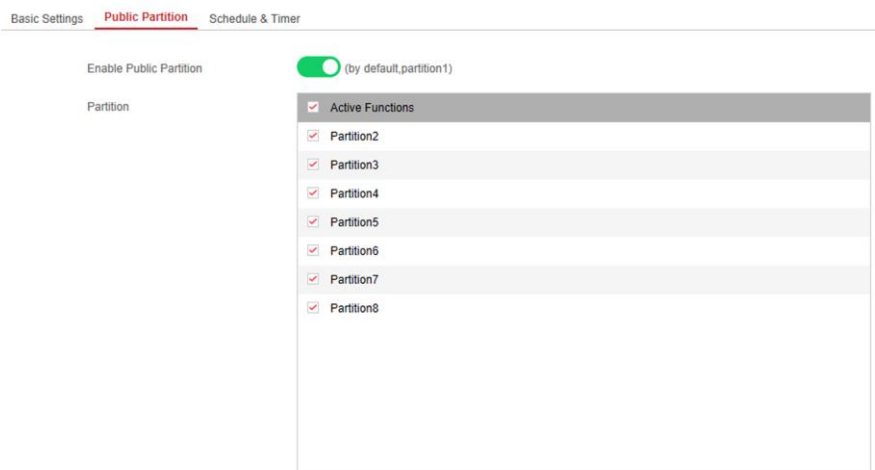 Basic Settings Public Partition Schedule & Timer
Enable Public Partition (by default,partition1)
Partition Active Functions
Partition2
Partition3
Partition4
Partition5
Partition6
Partition7
Partition8